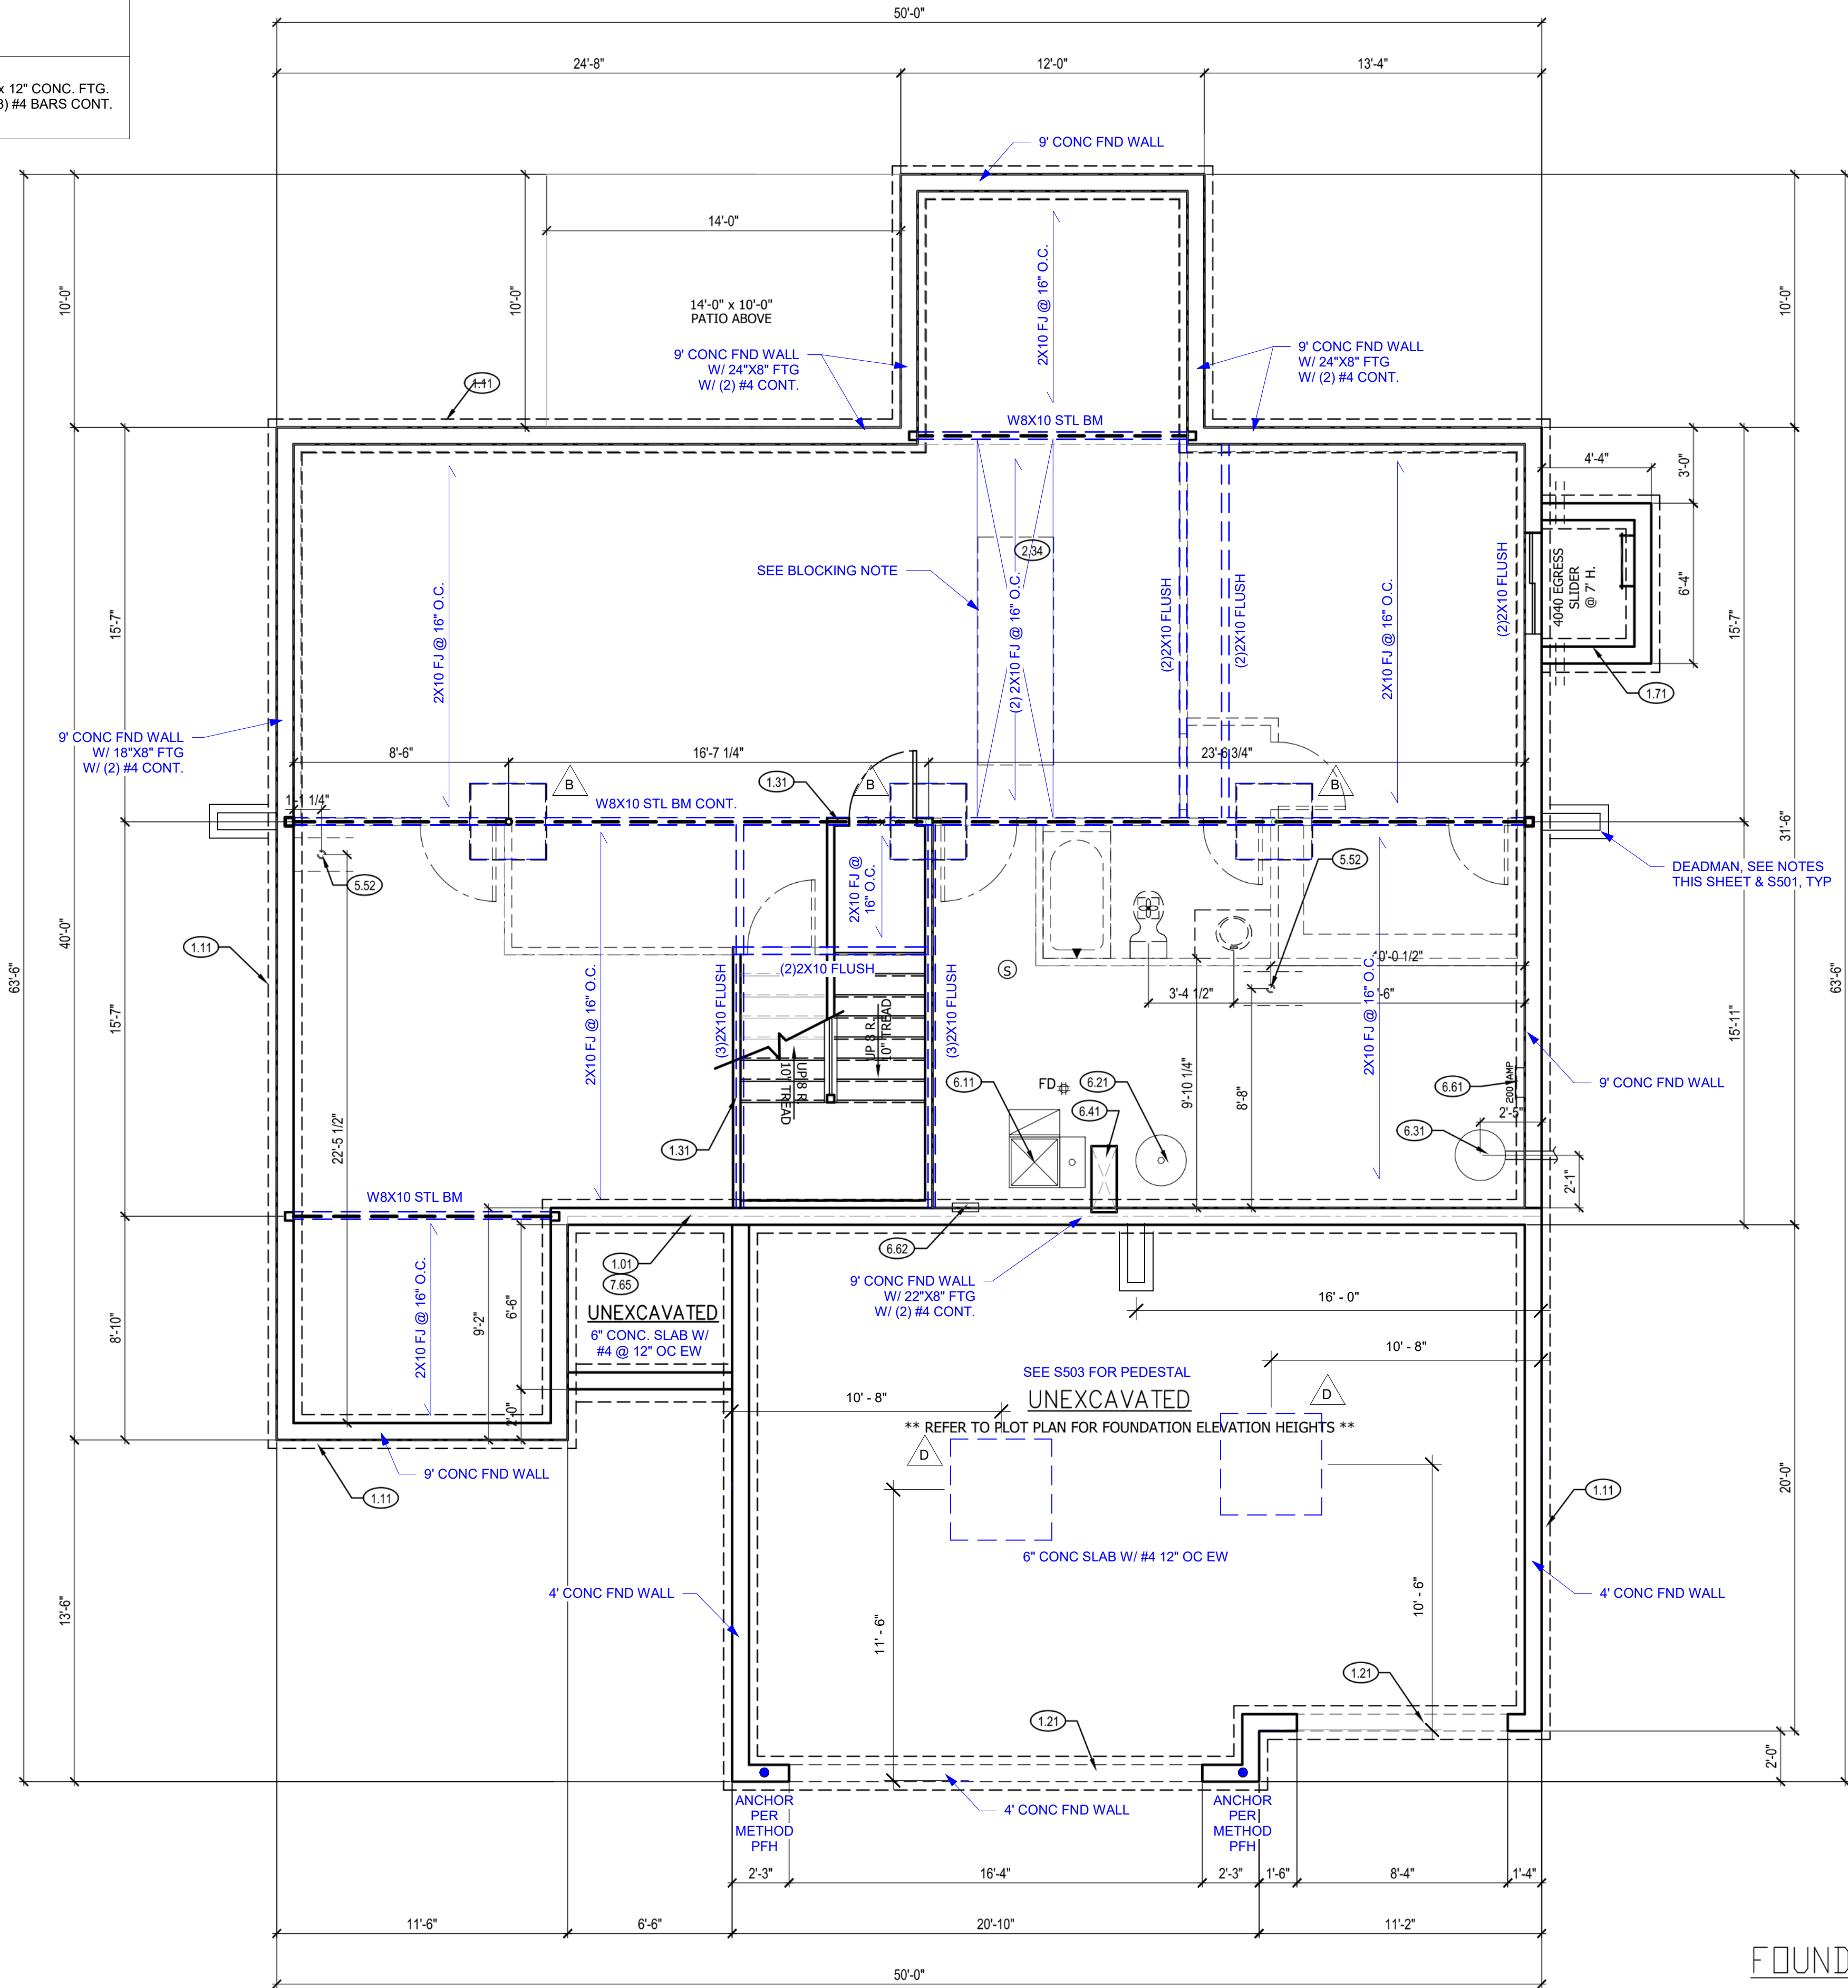 50'-0"
24'-8"
12'-0"
13'-4"
x 12" CONC. FTG.
) #4 BARS CONT.
9' CONC FND WALL
14'-0"
10'-0"
10'-0"
10'-0"
2X10 FJ @ 16" O.C.
14'-0" x 10'-0"
PATIO ABOVE
9' CONC FND WALL
W/ 24"X8" FTG
W/ (2) #4 CONT.
9' CONC FND WALL
W/ 24"X8" FTG
W/ (2) #4 CONT.
1.11
W8X10 STL BM
4'-4"
3'-0"
2.34
SEE BLOCKING NOTE
4040 EGRESS
SLIDER
@ 7' H.
6'-4"
(2)2X10 FLUSH
15'-7"
15'-7"
2X10 FJ @ 16" O.C.
(2) 2X10 FJ @ 16" O.C.
(2)2X10 FLUSH
(2)2X10 FLUSH
2X10 FJ @ 16" O.C.
1.71
9' CONC FND WALL
W/ 18"X8" FTG
W/ (2) #4 CONT.
8'-6"
16'-7 1/4"
23'-6 3/4"
1.31
B
B
B
1/4"
W8X10 STL BM CONT.
31'-6"
5.52
5.52
DEADMAN, SEE NOTES
THIS SHEET & S501, TYP
2X10 FJ @
16" O.C.
1.11
40'-0"
63'-6"
63'-6"
(2)2X10 FLUSH
S
10'-0 1/2"
3'-4 1/2"
-6"
15'-7"
2X10 FJ @ 16" O.C.
(3)2X10 FLUSH
(3)2X10 FLUSH
2X10 FJ @ 16" O.C.
15'-11"
UP 8 R.
10" TREAD
UP 8 R.
10" TREAD
6.11
FD
6.21
6.41
9'-10 1/4"
8'-8"
6.61
200 AMP
9' CONC FND WALL
2'-5"
6.31
2'-1"
22'-5 1/2"
1.31
W8X10 STL BM
6.62
1.01
7.65
9' CONC FND WALL
W/ 22"X8" FTG
W/ (2) #4 CONT.
16' - 0"
UNEXCAVATED
6" CONC. SLAB W/
#4 @ 12" OC EW
8'-10"
2X10 FJ @ 16" O.C.
9'-2"
6'-6"
2'-0"
10' - 8"
SEE S503 FOR PEDESTAL
UNEXCAVATED
10' - 8"
D
** REFER TO PLOT PLAN FOR FOUNDATION ELEVATION HEIGHTS **
D
9' CONC FND WALL
1.11
1.11
20'-0"
6" CONC SLAB W/ #4 12" OC EW
4' CONC FND WALL
4' CONC FND WALL
13'-6"
11' - 6"
10' - 6"
1.21
1.21
2'-0"
ANCHOR
PER
METHOD
PFH
4' CONC FND WALL
ANCHOR
PER
METHOD
PFH
2'-3"
16'-4"
2'-3"
1'-6"
8'-4"
1'-4"
11'-6"
6'-6"
20'-10"
11'-2"
FOUND
50'-0"